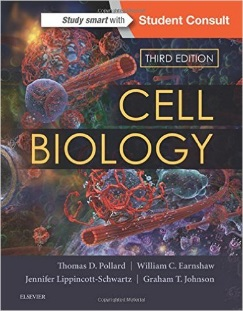 Study smart with Student Consult
THIRD EDITION
CELL
BIOLOGY
Thomas D. Pollard | William C. Earnshaw
Jennifer Lippincott-Schwartz | Graham T. Johnson
ELSEVIER